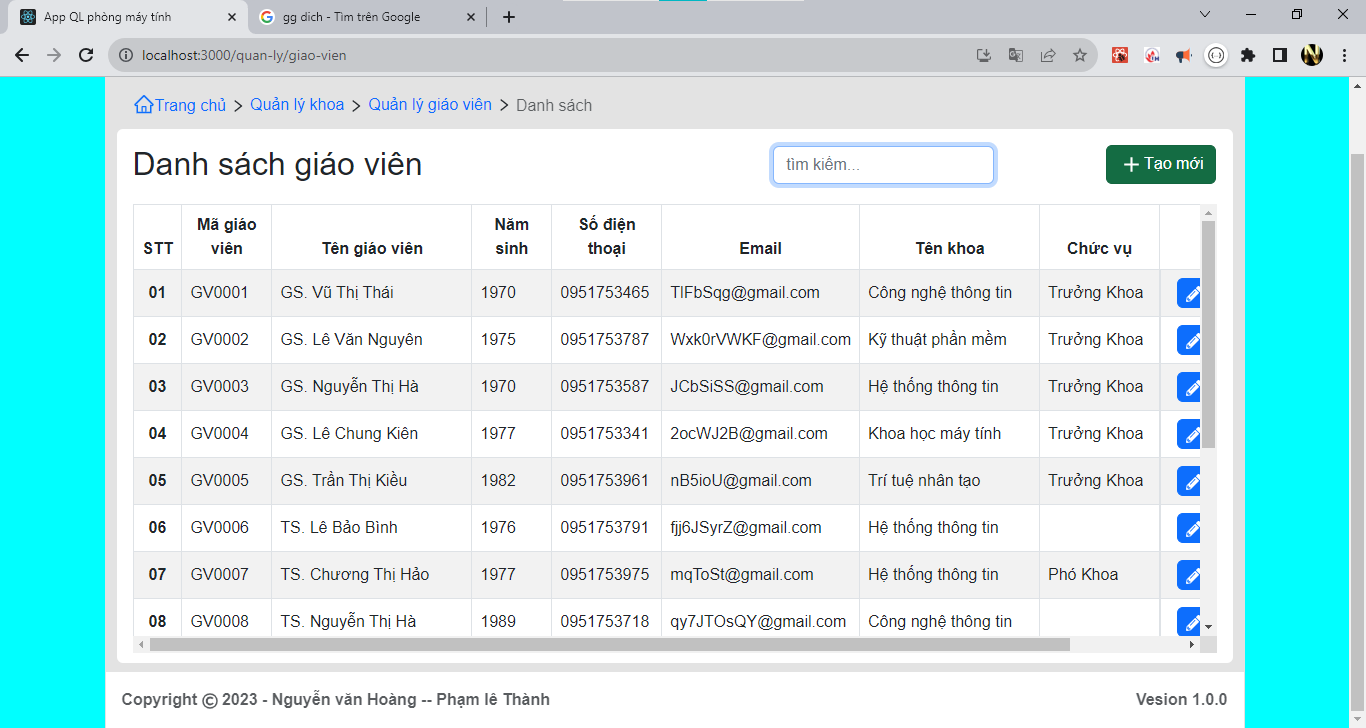 App QL phòng máy tính
gg dich - Tìm trên Google
localhost:3000/quan-ly/giao-vien
Trang chủ > Quản lý khoa > Quản lý giáo viên > Danh sách
Danh sách giáo viên
tìm kiếm...
Tạo mới
STT Mã giáo viên Tên giáo viên Năm sinh Số điện thoại Email Tên khoa Chức vụ
01 GV0001 GS. Vũ Thị Thái 1970 0951753465 TlFbSqg@gmail.com Công nghệ thông tin Trưởng Khoa
02 GV0002 GS. Lê Văn Nguyên 1975 0951753787 Wxk0rVWKF@gmail.com Kỹ thuật phần mềm Trưởng Khoa
03 GV0003 GS. Nguyễn Thị Hà 1970 0951753587 JCbSiSS@gmail.com Hệ thống thông tin Trưởng Khoa
04 GV0004 GS. Lê Chung Kiên 1977 0951753341 2ocWJ2B@gmail.com Khoa học máy tính Trưởng Khoa
05 GV0005 GS. Trần Thị Kiều 1982 0951753961 nB5ioU@gmail.com Trí tuệ nhân tạo Trưởng Khoa
06 GV0006 TS. Lê Bảo Bình 1976 0951753791 fjj6JSyrZ@gmail.com Hệ thống thông tin
07 GV0007 TS. Chương Thị Hảo 1977 0951753975 mqToSt@gmail.com Hệ thống thông tin Phó Khoa
08 GV0008 TS. Nguyễn Thị Hà 1989 0951753718 qy7JTOsQY@gmail.com Công nghệ thông tin
Copyright © 2023 - Nguyễn văn Hoàng -- Phạm lê Thành
Vesion 1.0.0